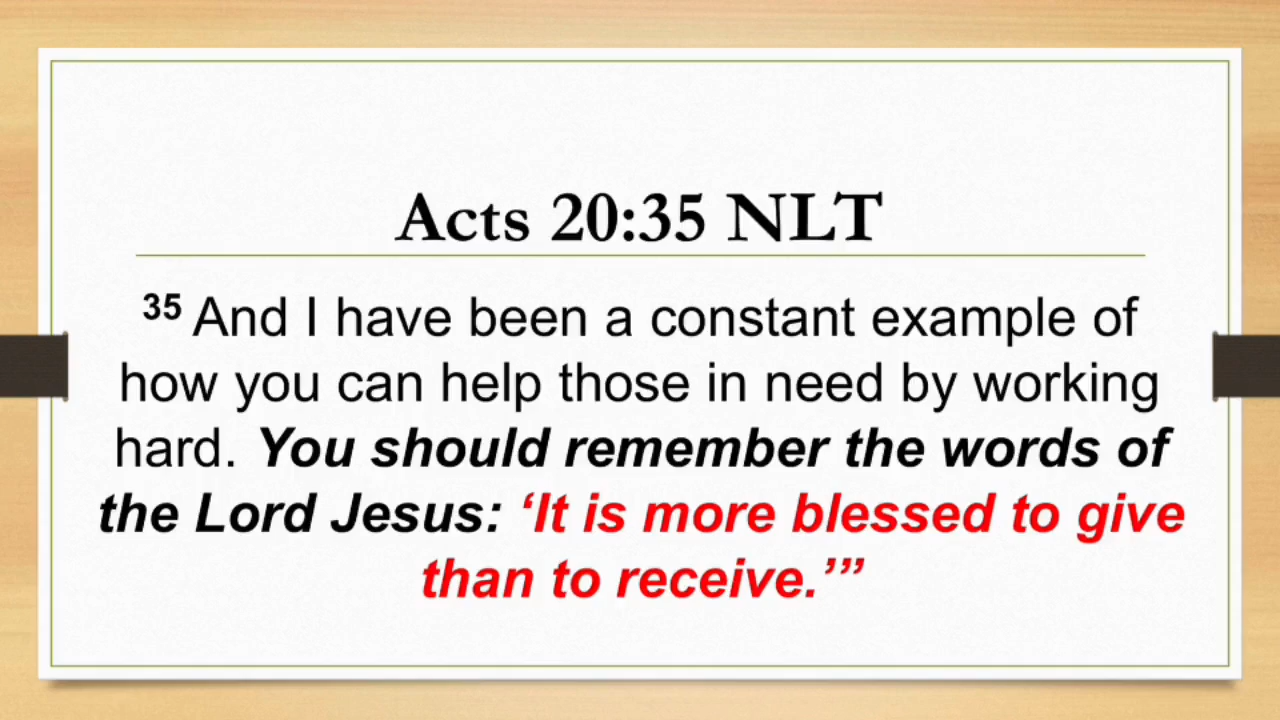 Acts 20:35 NLT
35 And I have been a constant example of
how you can help those in need by working
hard. You should remember the words of
the Lord Jesus: ‘It is more blessed to give
than to receive.’”